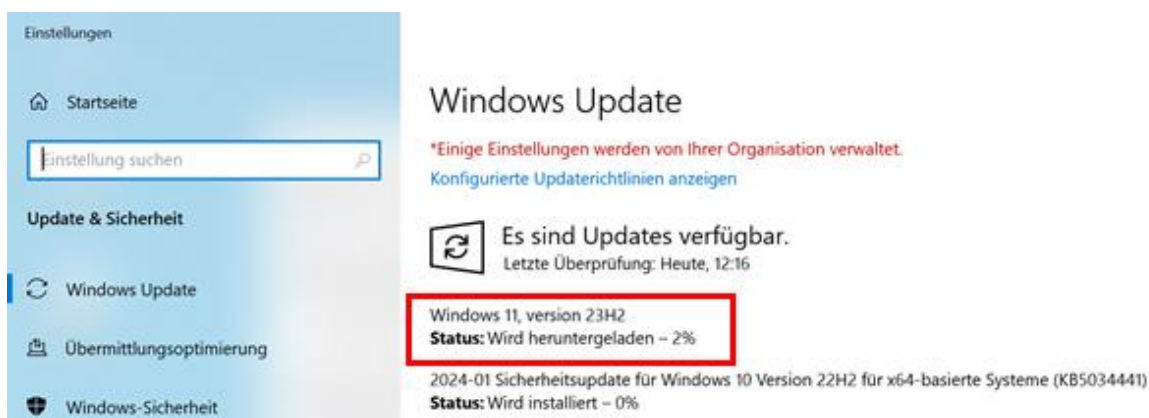 Einstellungen
Startseite
Einstellung suchen
Update & Sicherheit
Windows Update
Übermittlungsoptimierung
Windows-Sicherheit
Windows Update
*Einige Einstellungen werden von Ihrer Organisation verwaltet.
Konfigurierte Updaterichtlinien anzeigen
Es sind Updates verfügbar.
Letzte Überprüfung: Heute, 12:16
Windows 11, version 23H2
Status: Wird heruntergeladen – 2%
2024-01 Sicherheitsupdate für Windows 10 Version 22H2 für x64-basierte Systeme (KB5034441)
Status: Wird installiert – 0%